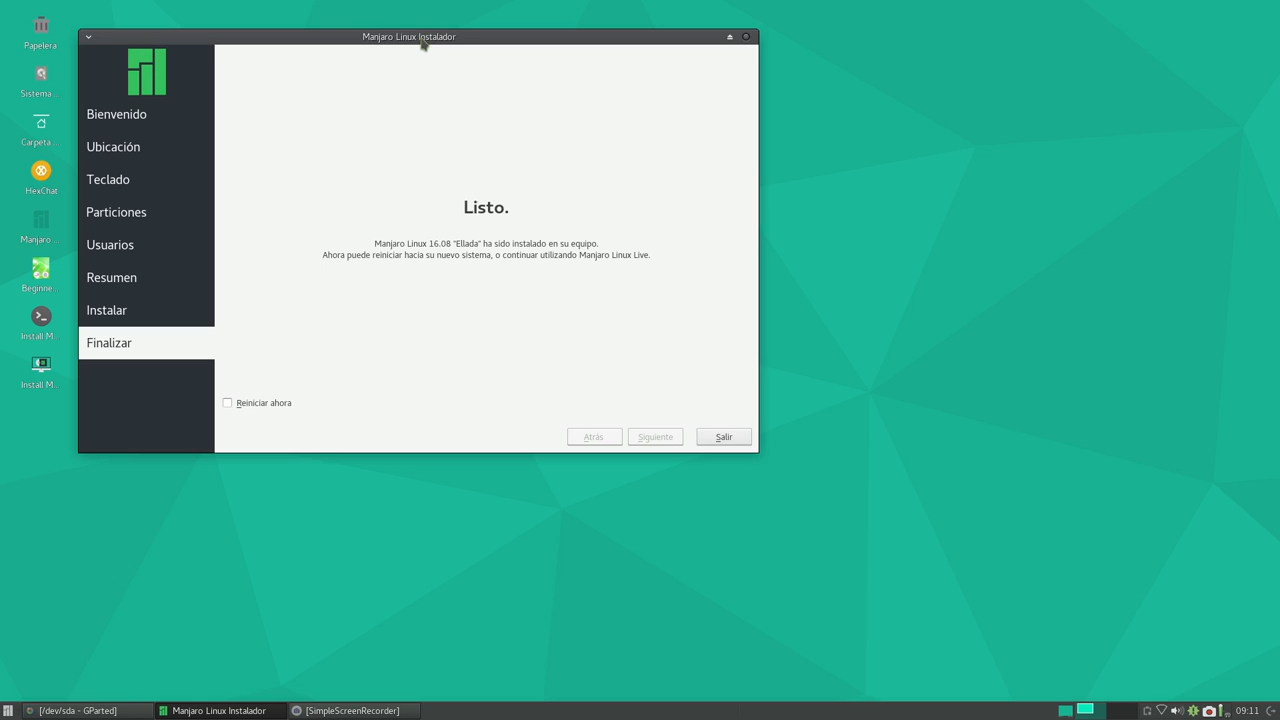 Papelera
Sistema ..
Carpeta ..
HexChat
Manjaro ..
Beginne..
Install M..
Install M..
Manjaro Linux Instalador
Bienvenido
Ubicación
Teclado
Particiones
Usuarios
Resumen
Instalar
Finalizar
Listo.
Manjaro Linux 16.08 "Ellada" ha sido instalado en su equipo.
Ahora puede reiniciar hacia su nuevo sistema, o continuar utilizando Manjaro Linux Live.
Reiniciar ahora
Atrás
Siguiente
Salir
[/dev/sda - GParted]
Manjaro Linux Instalador
[SimpleScreenRecorder]
09:11